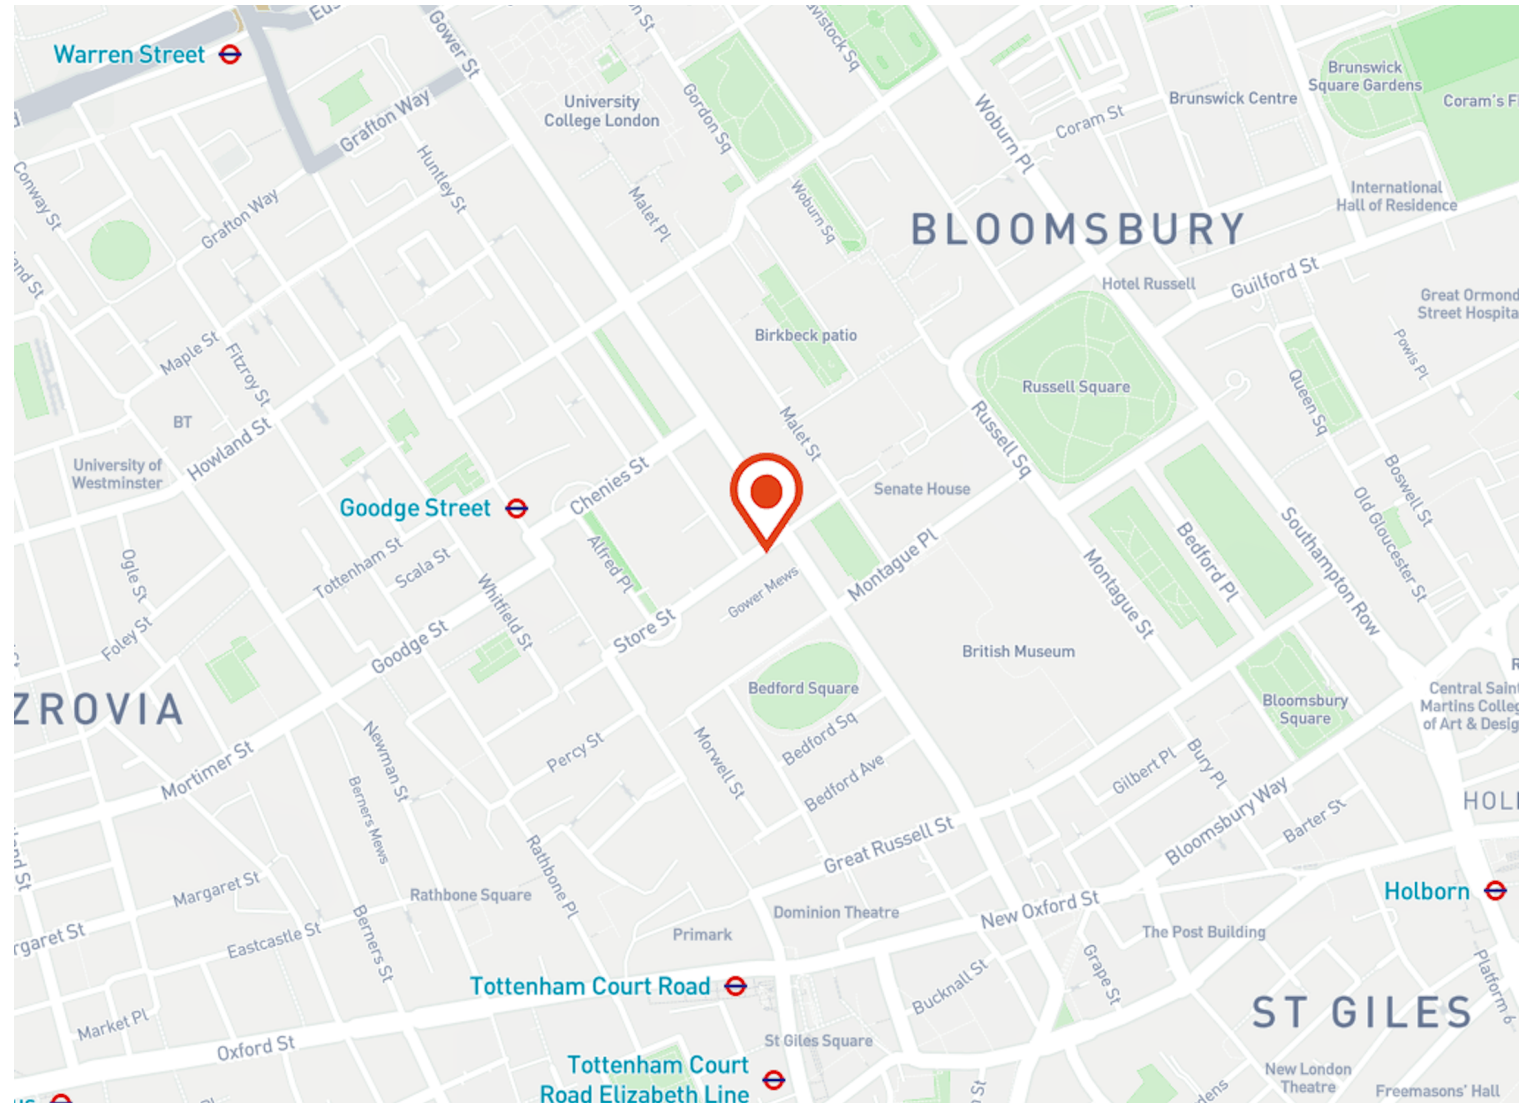 Warren Street
Gower St
Tavistock Sq
Brunswick
Square Gardens
Coram's F
Brunswick Centre
University
College London
Gordon Sq
Grafton Way
Woburn Pl
Coram St
Huntley St
Conway St
Malet Pl
Woburn Sq
International
Hall of Residence
Grafton Way
BLOOMSBURY
Hotel Russell
Guilford St
Great Ormond
Street Hospita
Birkbeck patio
Maple St
Fitzroy St
Powis Pl
Russell Square
Queen Sq
BT
Howland St
Malet St
Russell Sq
University of
Westminster
Chenies St
Senate House
Boswell St
Goodge Street
Old Gloucester St
Southampton Row
Bedford Pl
Tottenham St
Scala St
Alfred Pl
Montague Pl
Montague St
Ogle St
Whitfield St
Gower Mews
Foley St
Goodge St
Store St
British Museum
ZROVIA
Bedford Square
Bloomsbury
Square
Central Saint
Martins Colleg
of Art & Desig
Newman St
Percy St
Morwell St
Bedford Sq
Bedford Ave
Gilbert Pl
Bury Pl
Mortimer St
Berners Mews
Bloomsbury Way
Barter St
HOL
Great Russell St
Rathbone Pl
Margaret St
Rathbone Square
Holborn
Dominion Theatre
New Oxford St
Berners St
Eastcastle St
rgaret St
Primark
The Post Building
Tottenham Court Road
Bucknall St
Grape St
Platform 6
Market Pl
Oxford St
ST GILES
St Giles Square
Tottenham Court
Road Elizabeth Line
New London
Theatre
Freemasons' Hall